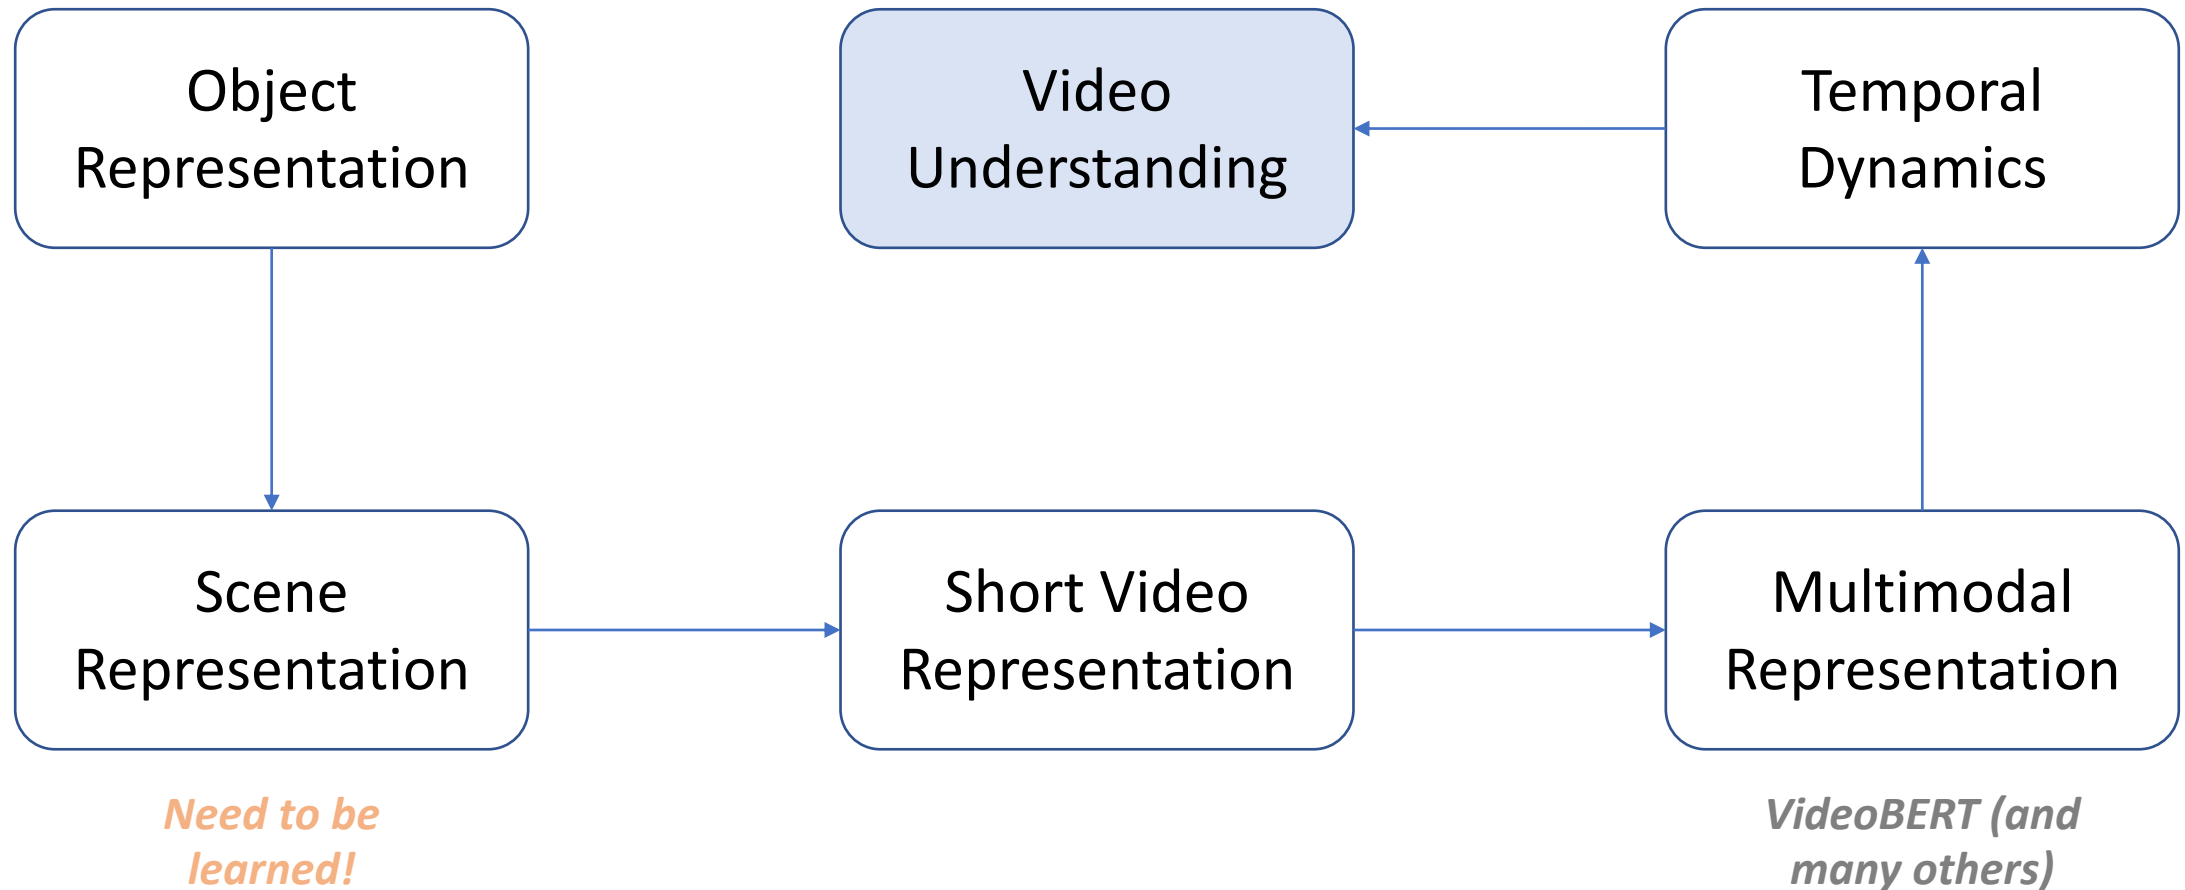 Object
Representation
Video
Understanding
Temporal
Dynamics
Scene
Representation
Short Video
Representation
Multimodal
Representation
Need to be
learned!
VideoBERT (and
many others)